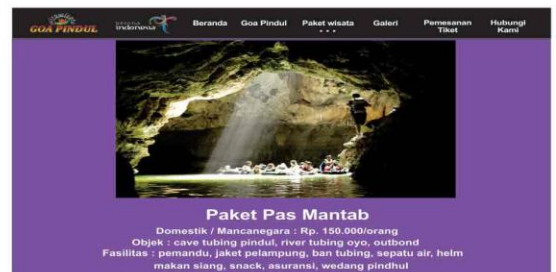 GOA PINDUL
pesona indonesia
Beranda Goa Pindul Paket wisata Galeri Pemesanan Tiket Hubungi Kami
Paket Pas Mantab
Domestik / Mancanegara : Rp. 150.000/orang
Objek : cave tubing pindul, river tubing oyo, outbond
Fasilitas : pemandu, jaket pelampung, ban tubing, sepatu air, helm
makan siang, snack, asuransi, wedang pindhul